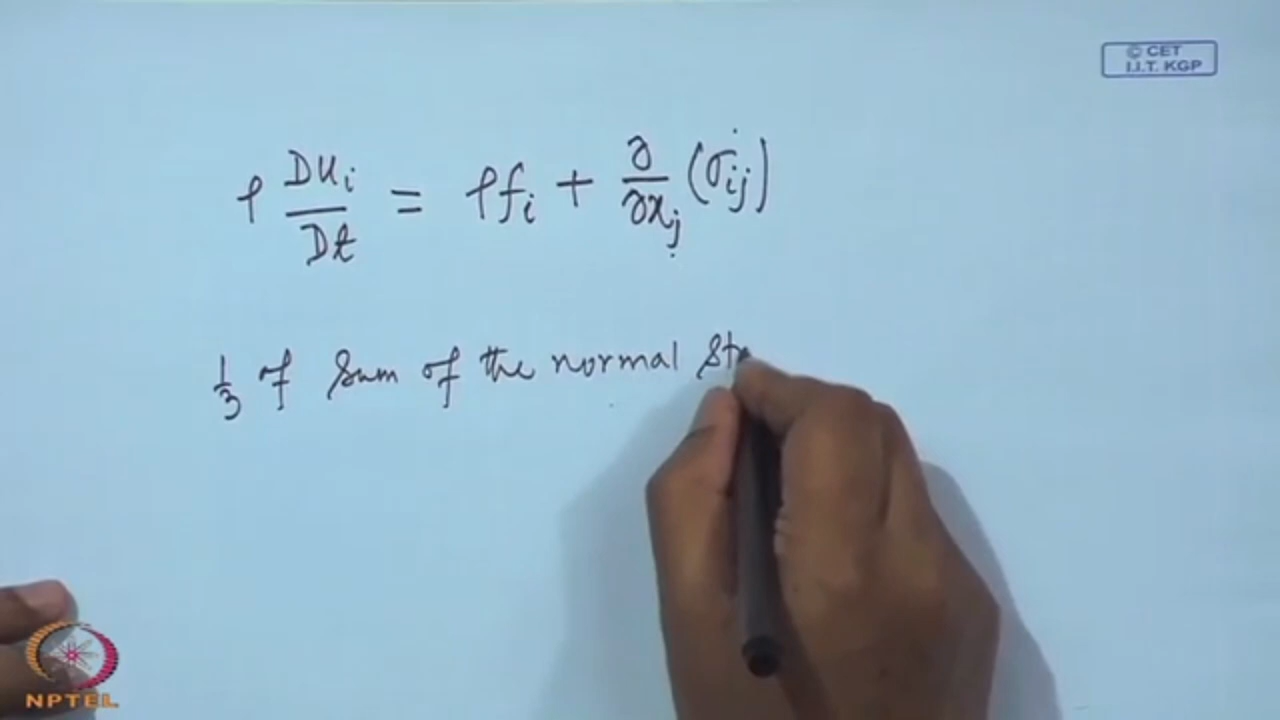 © CET
I.I.T. KGP
ρ Du_i/Dt = ρf_i + ∂/∂x_j (σ_ij)
1/3 of Sum of the normal
NPTEL